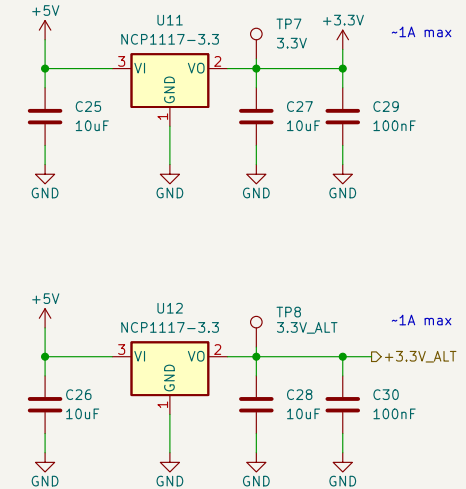 +5V
U11
NCP1117-3.3
TP7
3.3V
+3.3V
~1A max
3
VI
VO
2
GND
1
C25
10uF
C27
10uF
C29
100nF
GND
GND
GND
GND
+5V
U12
NCP1117-3.3
TP8
3.3V_ALT
~1A max
3
VI
VO
2
+3.3V_ALT
GND
1
C26
10uF
C28
10uF
C30
100nF
GND
GND
GND
GND